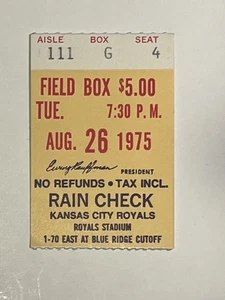 AISLE BOX SEAT
111 G 4
FIELD BOX $5.00
TUE. 7:30 P.M.
AUG. 26 1975
Ewing Kauffman PRESIDENT
NO REFUNDS • TAX INCL.
RAIN CHECK
KANSAS CITY ROYALS
ROYALS STADIUM
1-70 EAST AT BLUE RIDGE CUTOFF